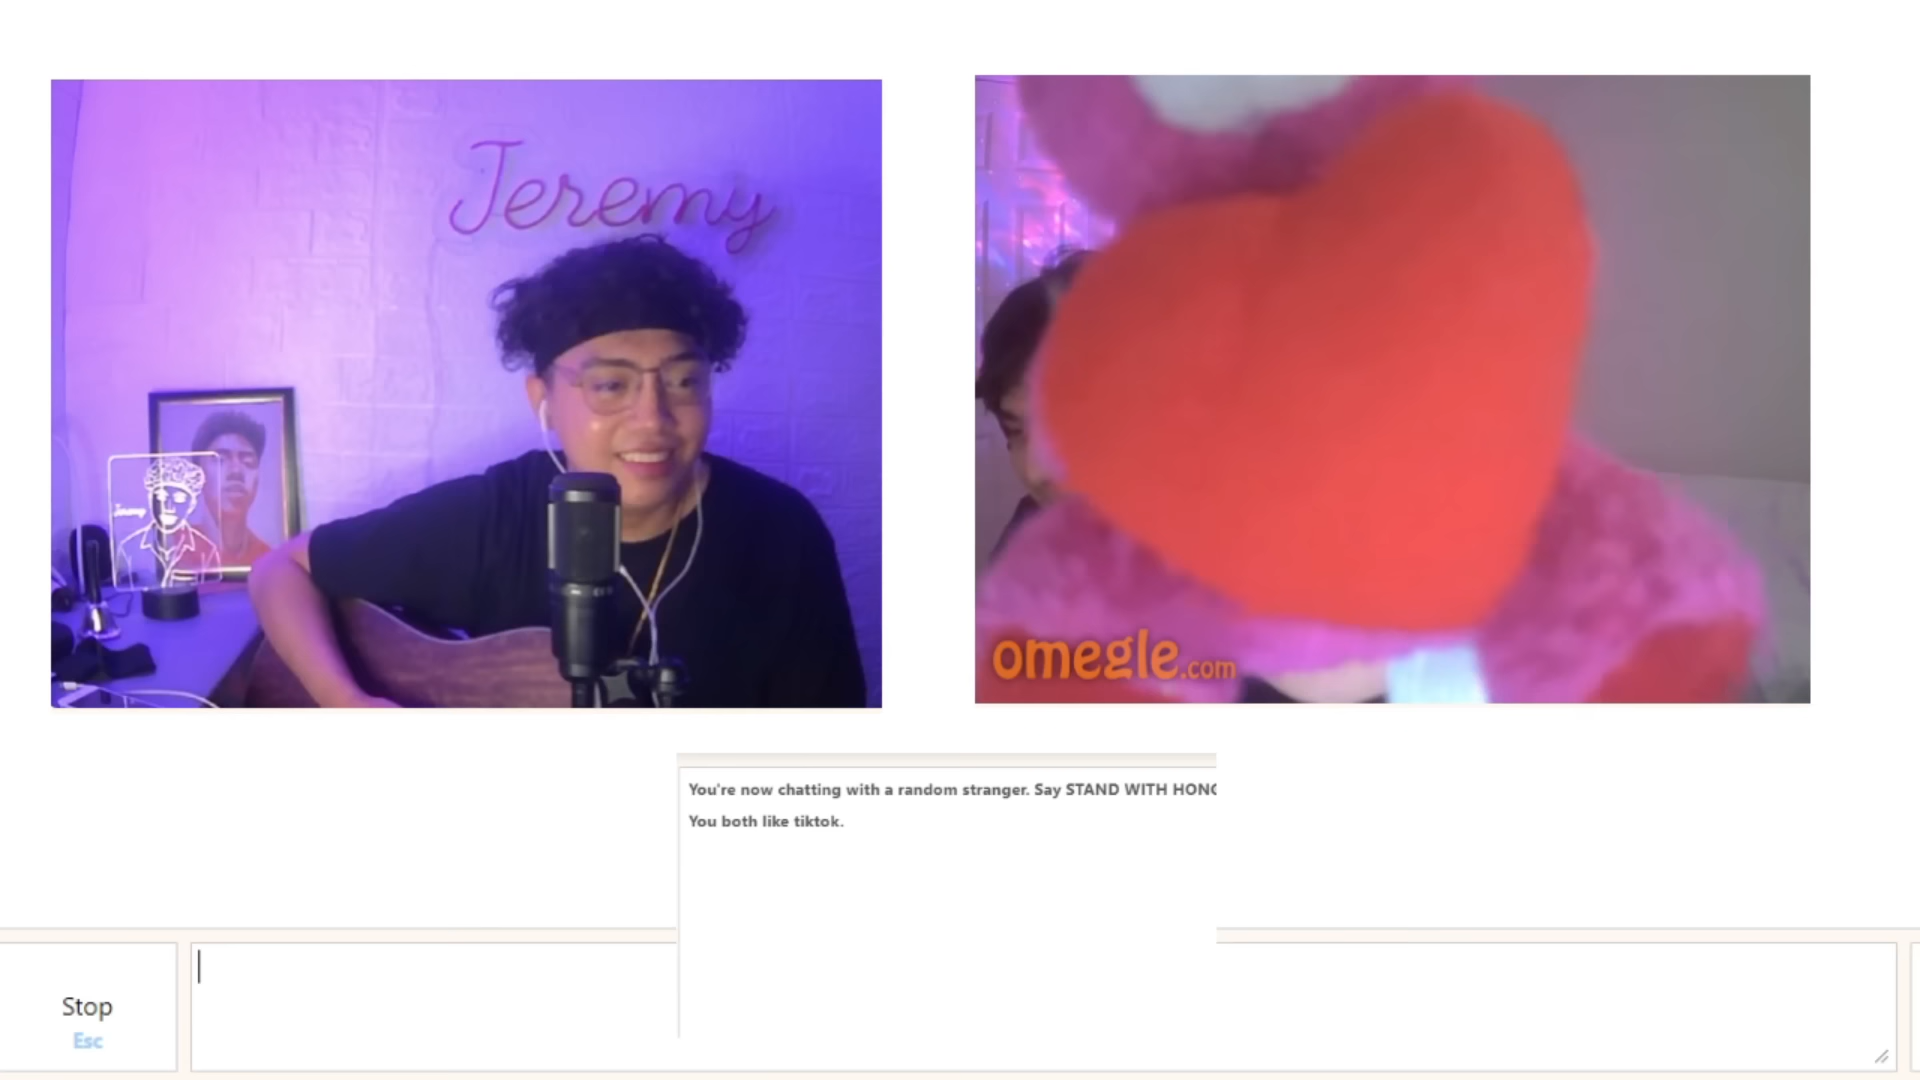 Jeremy
Jeremy
omegle.com
You're now chatting with a random stranger. Say STAND WITH HONG
You both like tiktok.
Stop
Esc